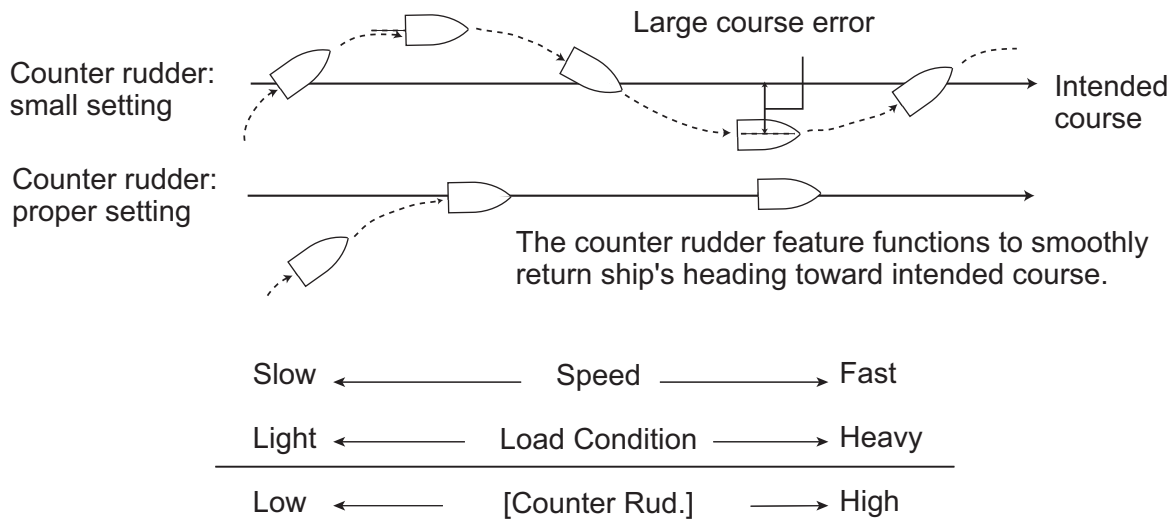 Large course error
Counter rudder:
small setting
Intended
course
Counter rudder:
proper setting
The counter rudder feature functions to smoothly
return ship's heading toward intended course.
Slow Speed Fast
Light Load Condition Heavy
Low [Counter Rud.] High